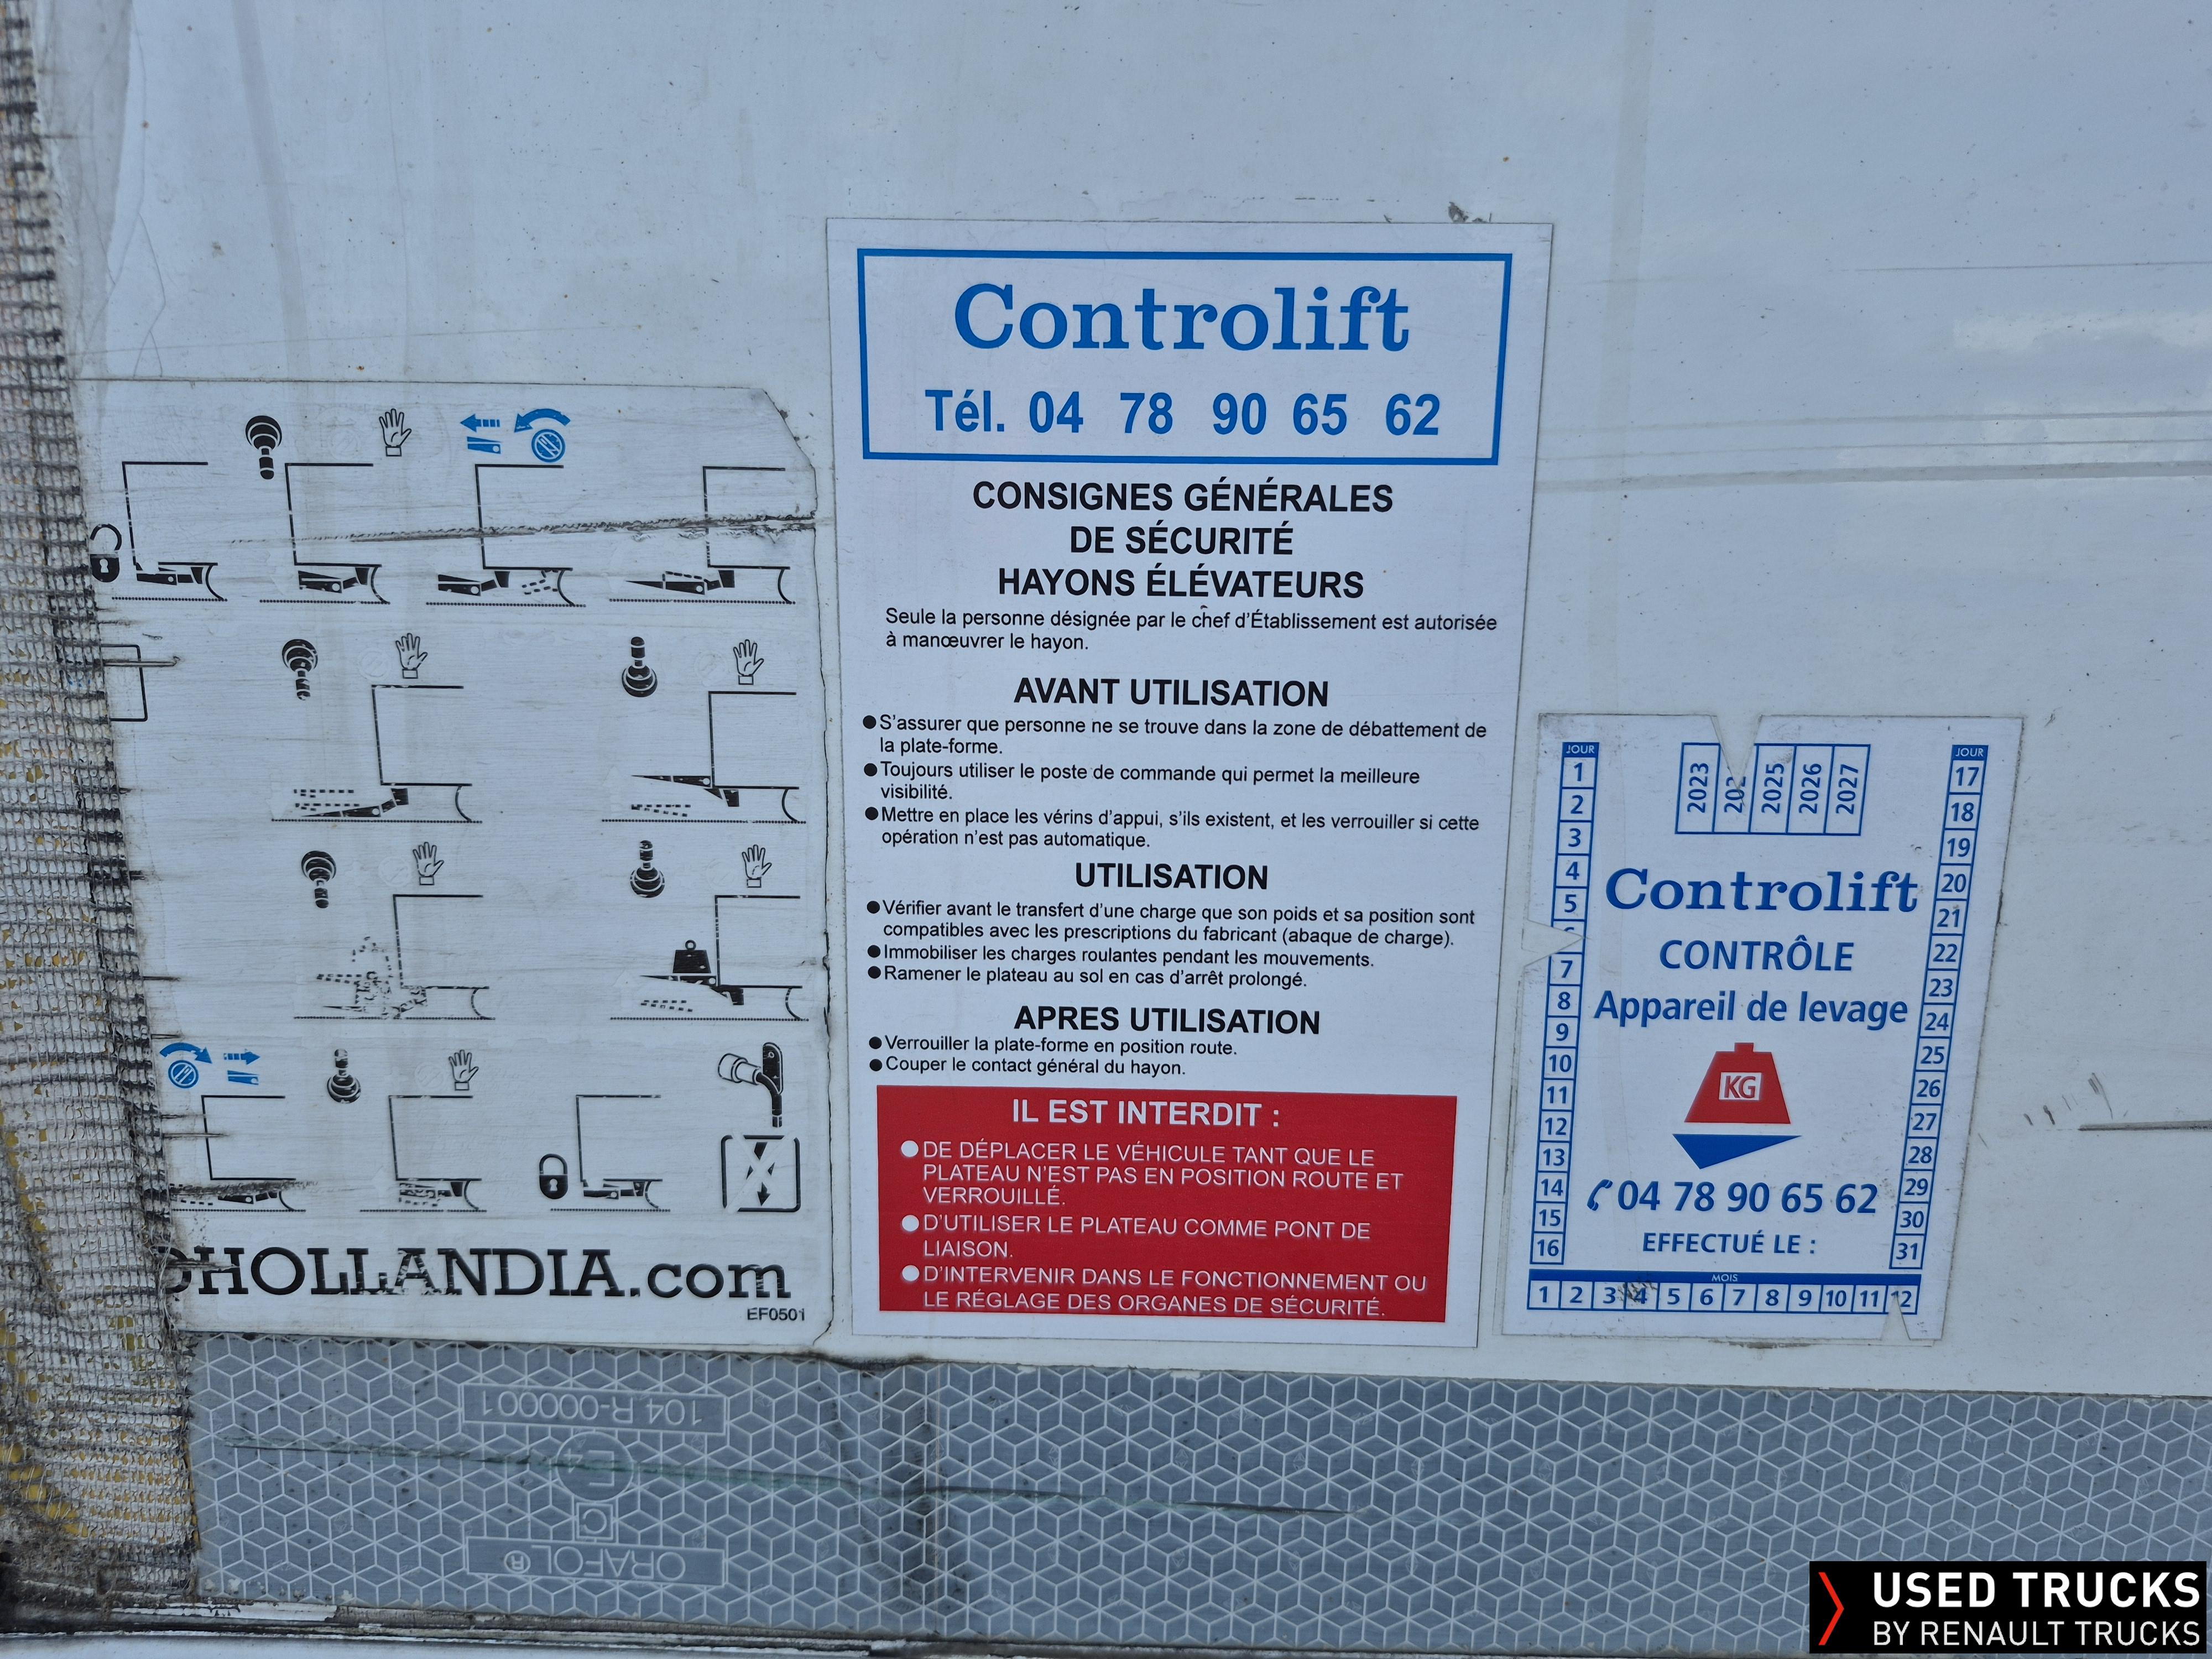 HOLLANDIA.com
EF0501
Controlift
Tél. 04 78 90 65 62
CONSIGNES GÉNÉRALES
DE SÉCURITÉ
HAYONS ÉLÉVATEURS
Seule la personne désignée par le chef d'Établissement est autorisée
à manœuvrer le hayon.
AVANT UTILISATION
● S'assurer que personne ne se trouve dans la zone de débattement de
la plate-forme.
● Toujours utiliser le poste de commande qui permet la meilleure
visibilité.
● Mettre en place les vérins d'appui, s'ils existent, et les verrouiller si cette
opération n'est pas automatique.
UTILISATION
● Vérifier avant le transfert d'une charge que son poids et sa position sont
compatibles avec les prescriptions du fabricant (abaque de charge).
● Immobiliser les charges roulantes pendant les mouvements.
● Ramener le plateau au sol en cas d'arrêt prolongé.
APRES UTILISATION
● Verrouiller la plate-forme en position route.
● Couper le contact général du hayon.
IL EST INTERDIT :
● DE DÉPLACER LE VÉHICULE TANT QUE LE
PLATEAU N'EST PAS EN POSITION ROUTE ET
VERROUILLÉ.
● D'UTILISER LE PLATEAU COMME PONT DE
LIAISON.
● D'INTERVENIR DANS LE FONCTIONNEMENT OU
LE RÉGLAGE DES ORGANES DE SÉCURITÉ.
JOUR
1
2
3
4
5
7
8
9
10
11
12
13
14
15
16
2023
2025
2026
2027
Controlift
CONTRÔLE
Appareil de levage
KG
04 78 90 65 62
EFFECTUÉ LE :
JOUR
17
18
19
20
21
22
23
24
25
26
27
28
29
30
31
MOIS
1 2 3 4 5 6 7 8 9 10 11 12
104 R-000001
ORAFOL®
USED TRUCKS
BY RENAULT TRUCKS